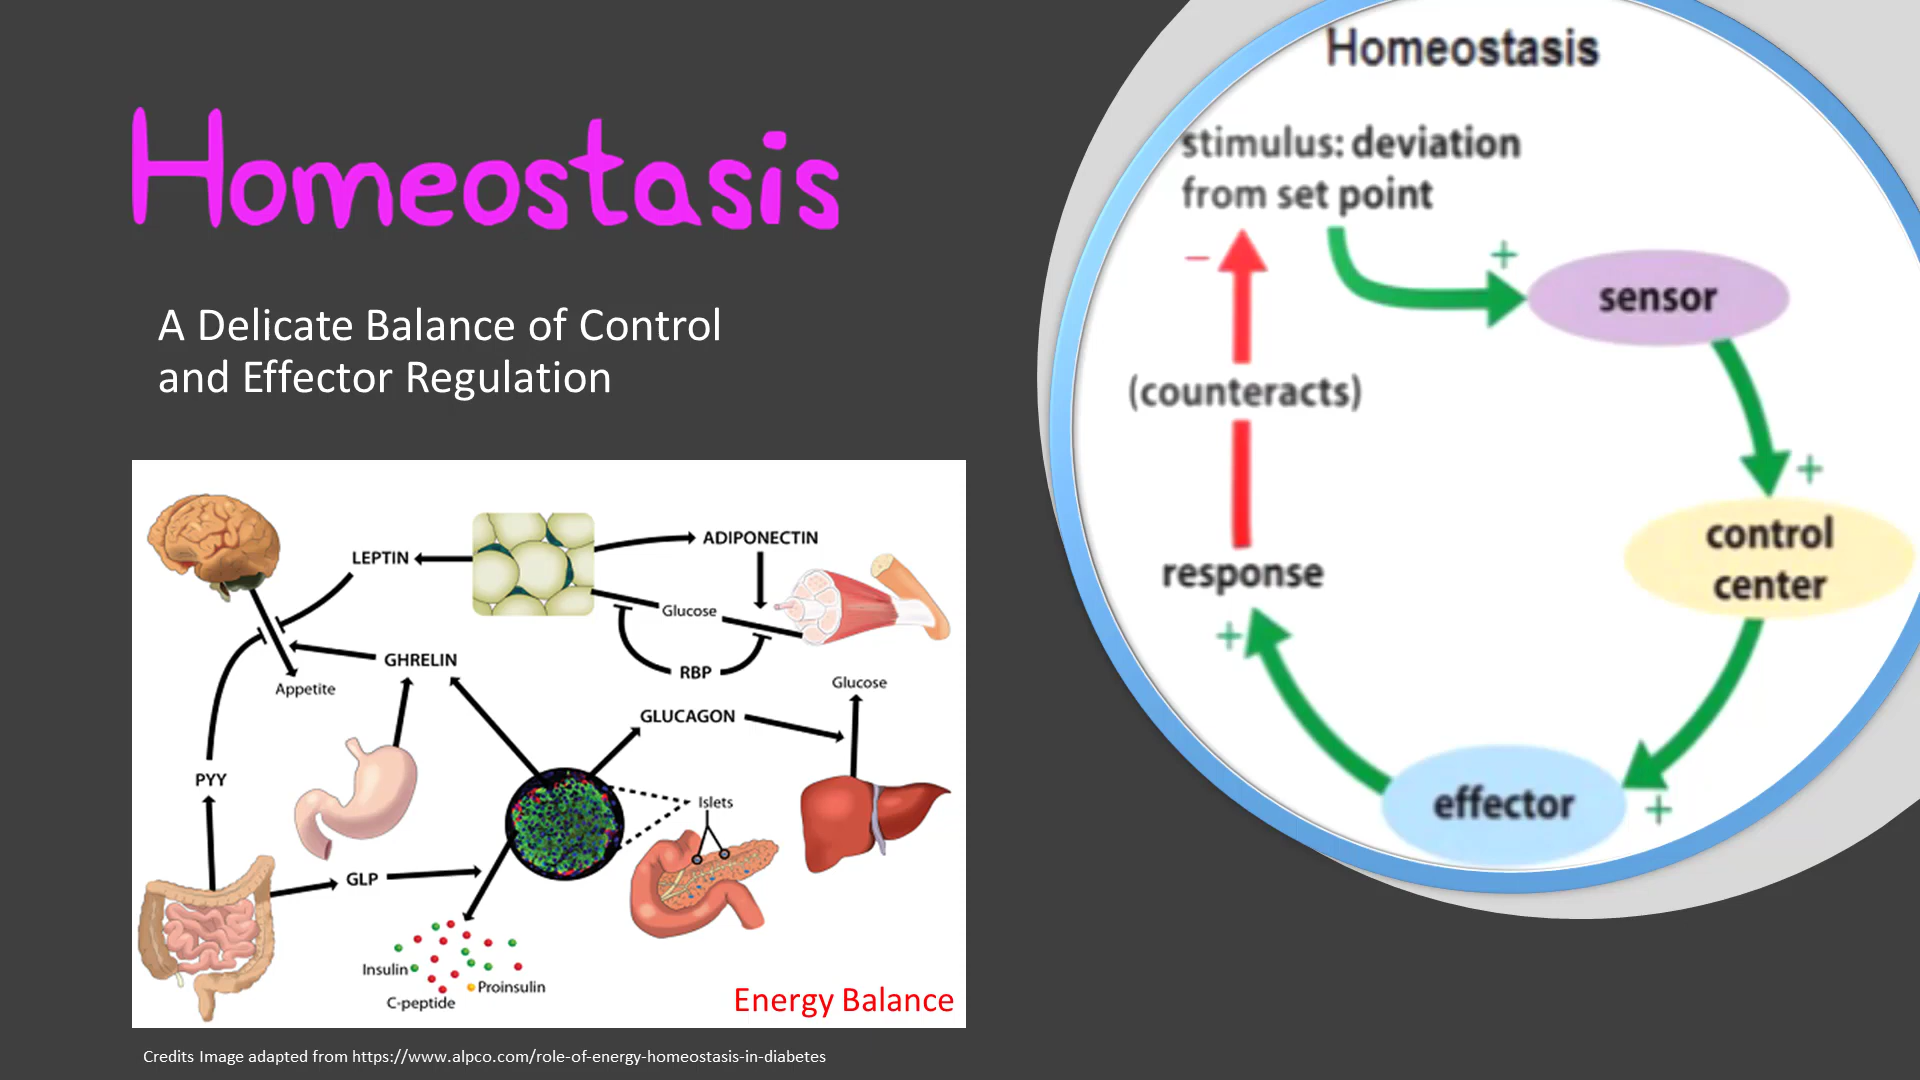 Homeostasis
A Delicate Balance of Control
and Effector Regulation
LEPTIN
ADIPONECTIN
Glucose
RBP
GHRELIN
Appetite
Glucose
GLUCAGON
PYY
Islets
GLP
Insulin
C-peptide
Proinsulin
Energy Balance
Credits Image adapted from https://www.alpco.com/role-of-energy-homeostasis-in-diabetes
Homeostasis
stimulus: deviation
from set point
−
+
sensor
(counteracts)
+
control
center
response
+
effector
+